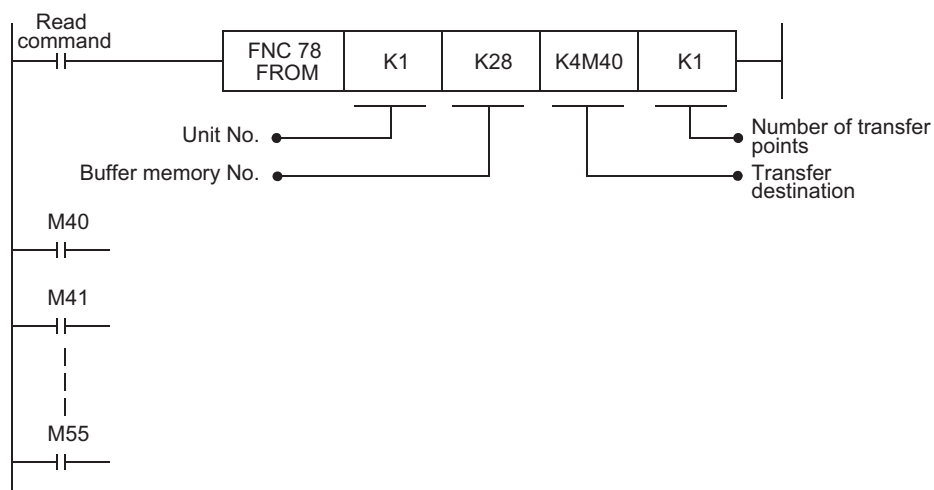 Read
command
FNC 78
FROM
K1
K28
K4M40
K1
Unit No.
Number of transfer
points
Buffer memory No.
Transfer
destination
M40
M41
M55